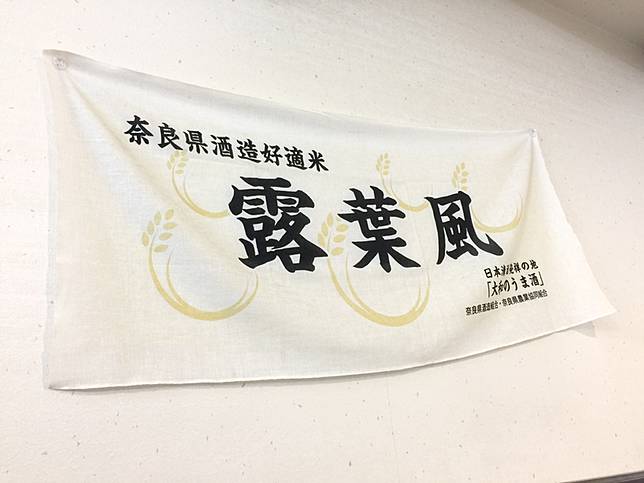 奈良県酒造好適米
露葉風
日本酒発祥の地
「大和のうま酒」
奈良県酒造組合・奈良県農業協同組合